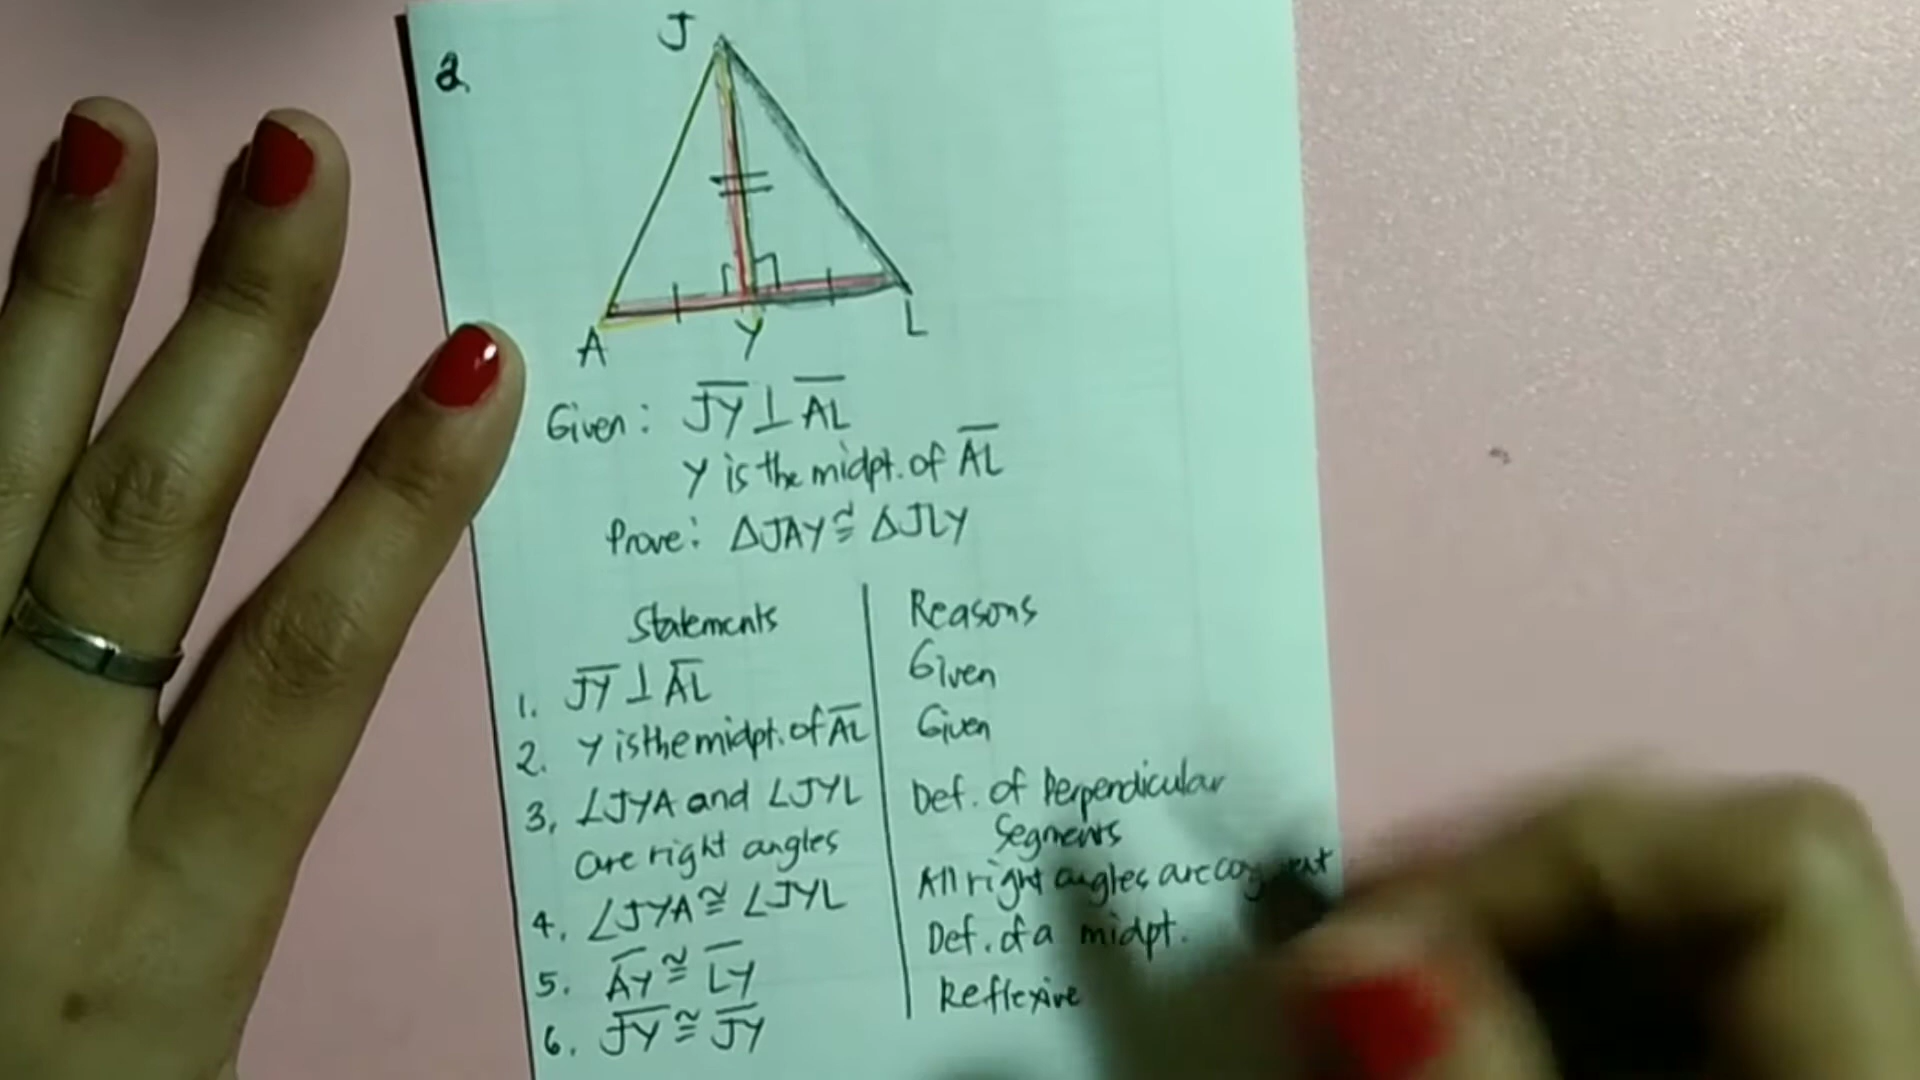 2
J
A
Y
L
Given: JY ⊥ AL
Y is the midpt. of AL
Prove: △JAY ≅ △JLY
Statements | Reasons
1. JY ⊥ AL | Given
2. Y is the midpt. of AL | Given
3. ∠JYA and ∠JYL | Def. of Perpendicular
are right angles | Segments
4. ∠JYA ≅ ∠JYL | All right angles are
5. AY ≅ LY | Def. of a midpt.
6. JY ≅ JY | Reflexive